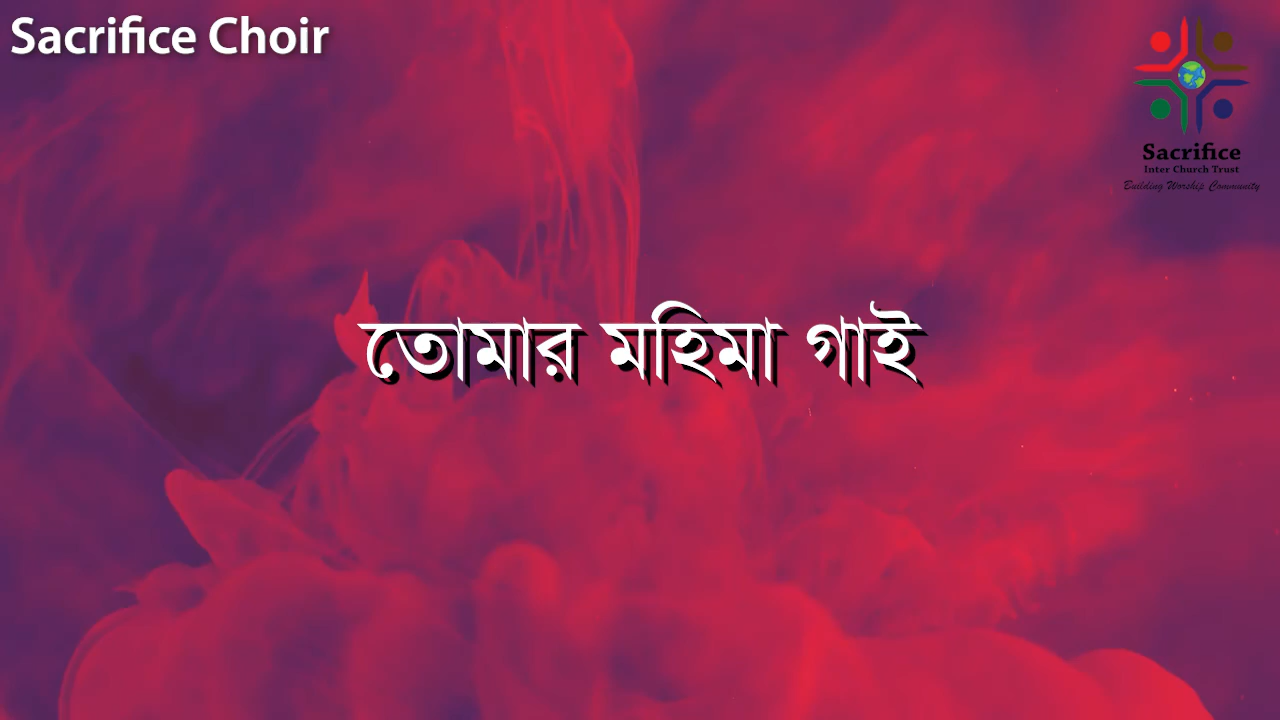 Sacrifice Choir
Sacrifice
Inter Church Trust
Building Worship Community
তোমার মহিমা গাই